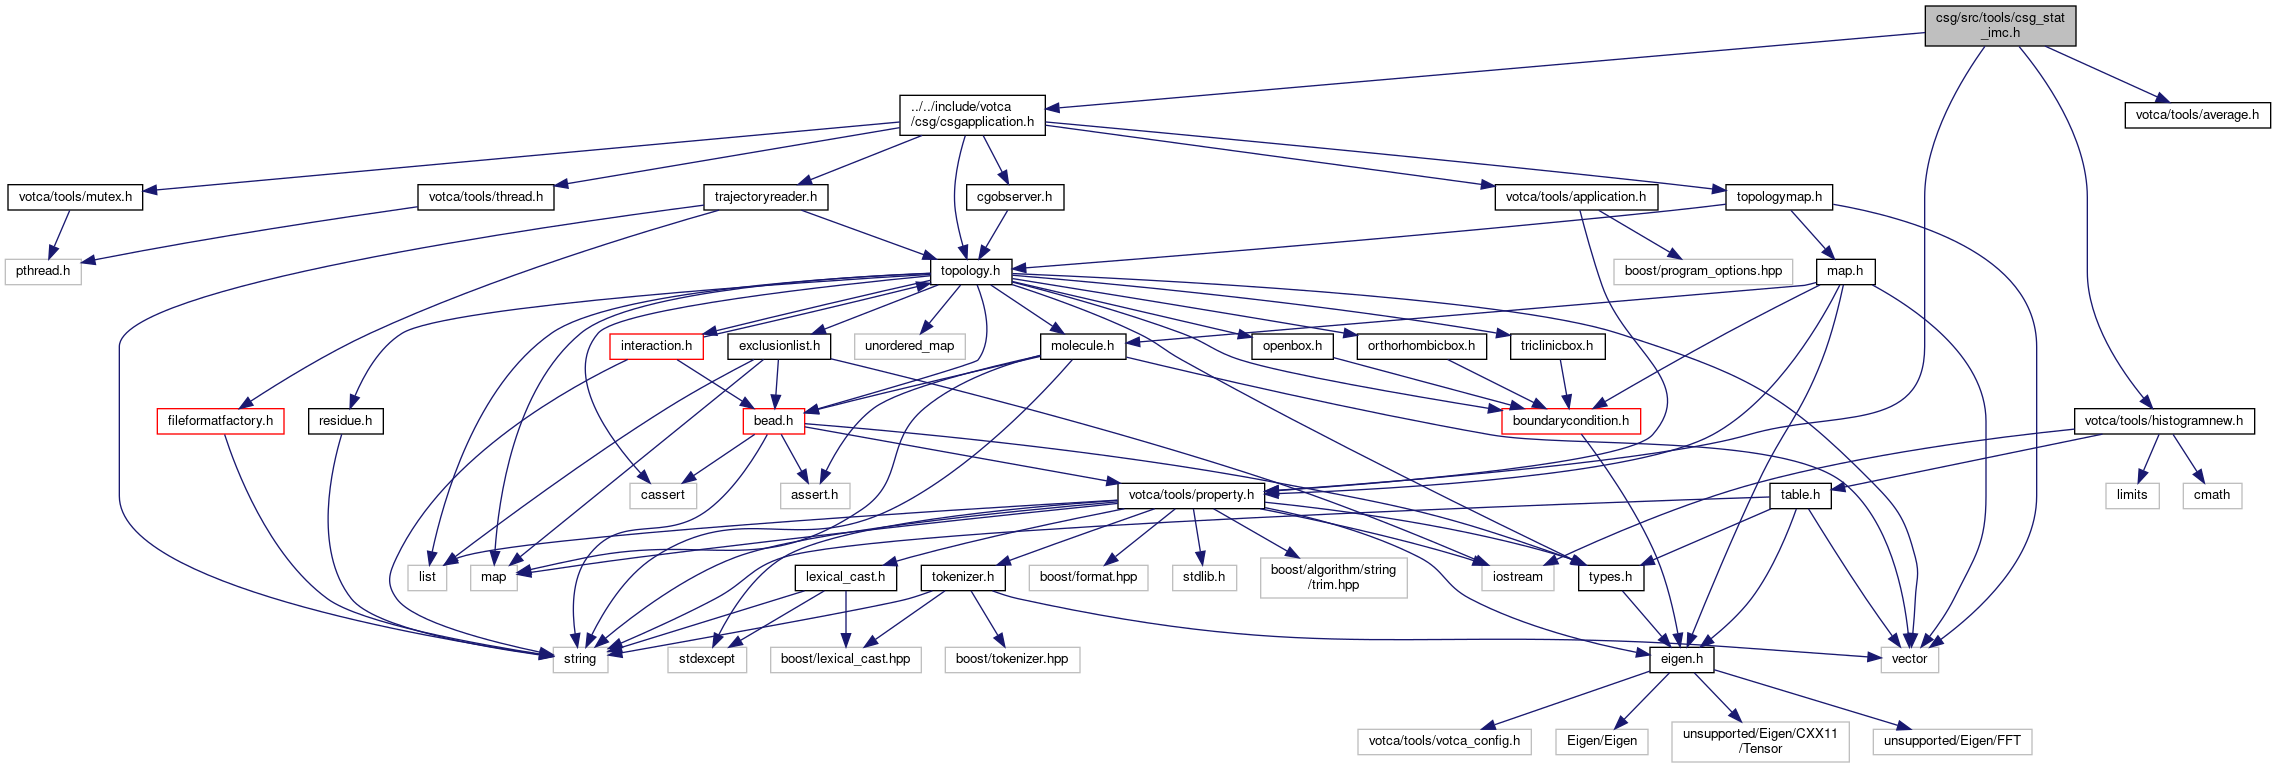 csg/src/tools/csg_stat
_imc.h
../../include/votca
/csg/csgapplication.h
votca/tools/average.h
votca/tools/mutex.h
votca/tools/thread.h
trajectoryreader.h
cgobserver.h
votca/tools/application.h
topologymap.h
pthread.h
topology.h
boost/program_options.hpp
map.h
interaction.h
exclusionlist.h
unordered_map
molecule.h
openbox.h
orthorhombicbox.h
triclinicbox.h
fileformatfactory.h
residue.h
bead.h
boundarycondition.h
votca/tools/histogramnew.h
cassert
assert.h
votca/tools/property.h
table.h
limits
cmath
list
map
lexical_cast.h
tokenizer.h
boost/format.hpp
stdlib.h
boost/algorithm/string
/trim.hpp
iostream
types.h
string
stdexcept
boost/lexical_cast.hpp
boost/tokenizer.hpp
eigen.h
vector
votca/tools/votca_config.h
Eigen/Eigen
unsupported/Eigen/CXX11
/Tensor
unsupported/Eigen/FFT